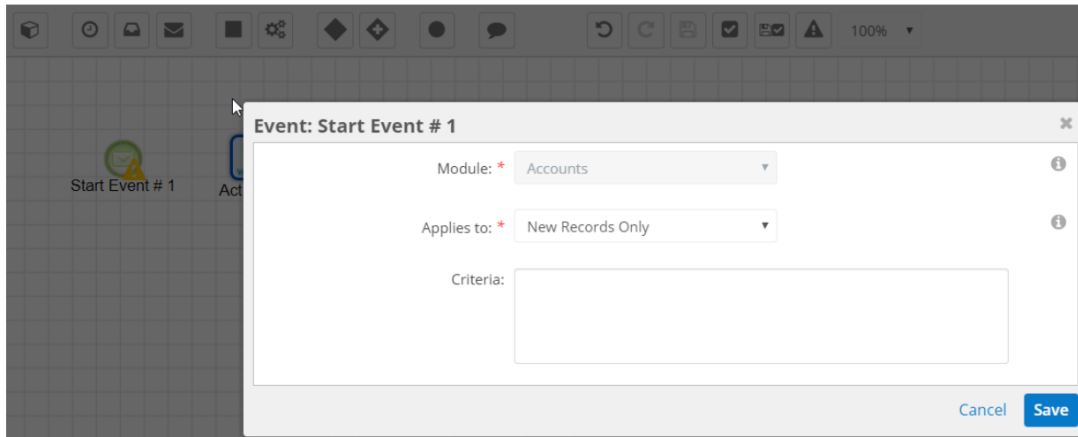 100%
Event: Start Event # 1
Module: * Accounts
Start Event # 1
Act
Applies to: * New Records Only
Criteria:
Cancel Save